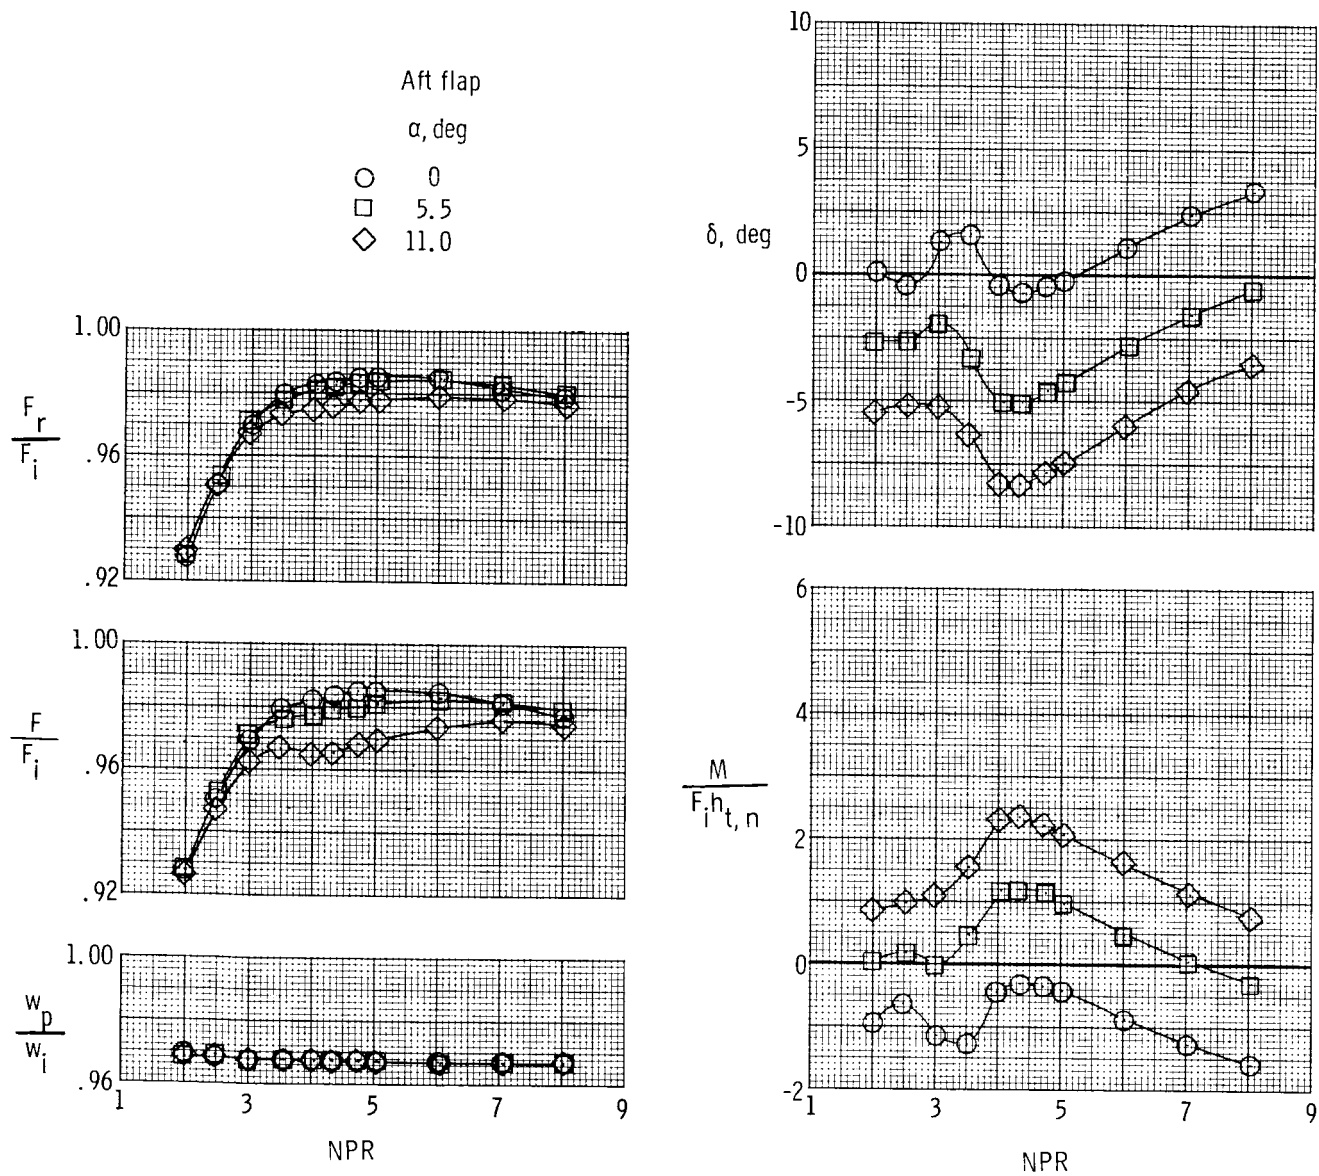 Aft flap
α, deg
0
5.5
11.0
1.00
F_r
F_i
.96
.92
1.00
F
F_i
.96
.92
1.00
w_p
w_i
.96
1 3 5 7 9
NPR
10
5
δ, deg
0
-5
-10
6
4
M
F_i h_t, n
2
0
-2
1 3 5 7 9
NPR